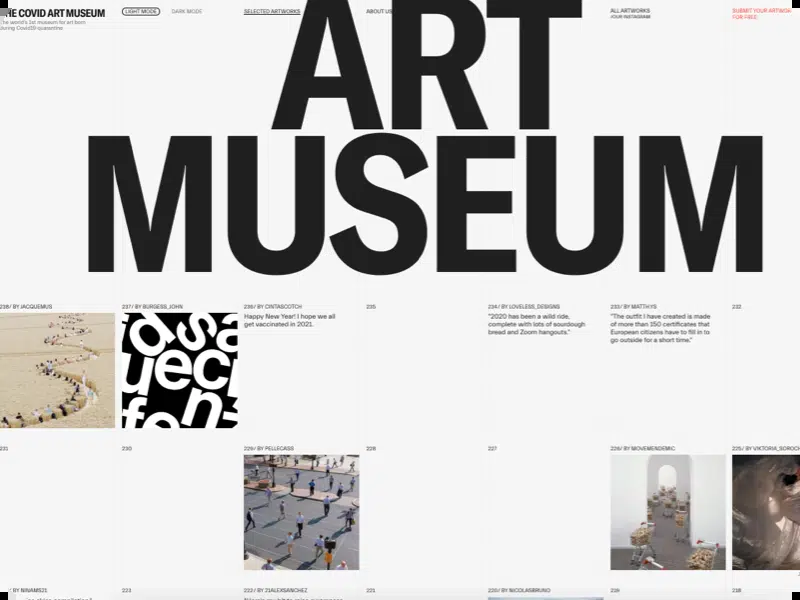 THE COVID ART MUSEUM
The world's 1st museum for art born
during Covid19 quarantine
LIGHT MODE
DARK MODE
SELECTED ARTWORKS
ABOUT US
ALL ARTWORKS
SUBMIT YOUR ARTWORK
FOR FREE
ART
MUSEUM
238/ BY JACQUEMUS
237/ BY BURGESS_JOHN
236/ BY CINTASCOTCH
Happy New Year! I hope we all
get vaccinated in 2021.
235
234/ BY LOVELESS_DESIGNS
"2020 has been a wild ride,
complete with lots of sourdough
bread and Zoom hangouts."
233/ BY MATTHYS
"The outfit I have created is made
of more than 150 certificates that
European citizens have to fill in to
go outside for a short time."
232
231
230
229/ BY PELLECASS
228
227
226/ BY MOVEMENDEMIC
225/ BY VIKTORIA_SOROCH
BY NINAMS21
223
222/ BY 21ALEXSANCHEZ
221
220/ BY NICOLASBRUNO
219
218